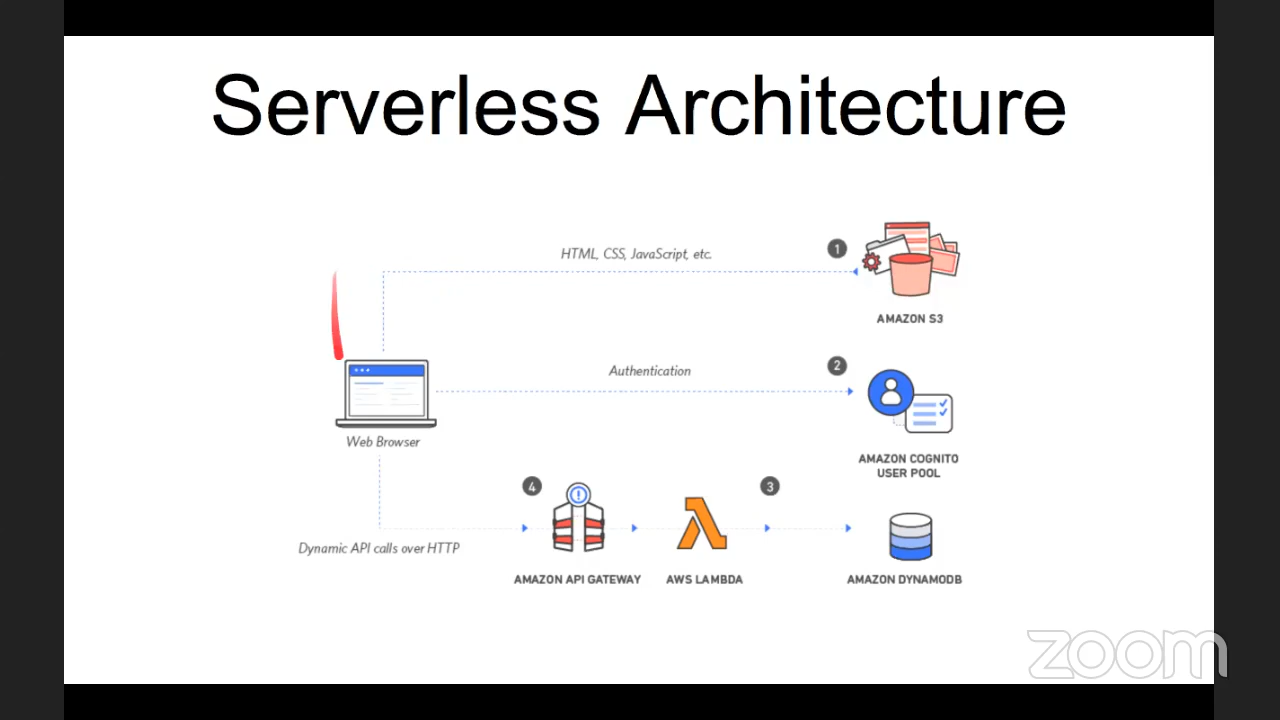 Serverless Architecture
HTML, CSS, JavaScript, etc.
1
AMAZON S3
Authentication
2
Web Browser
AMAZON COGNITO
USER POOL
4
3
Dynamic API calls over HTTP
AMAZON API GATEWAY
AWS LAMBDA
AMAZON DYNAMODB
zoom